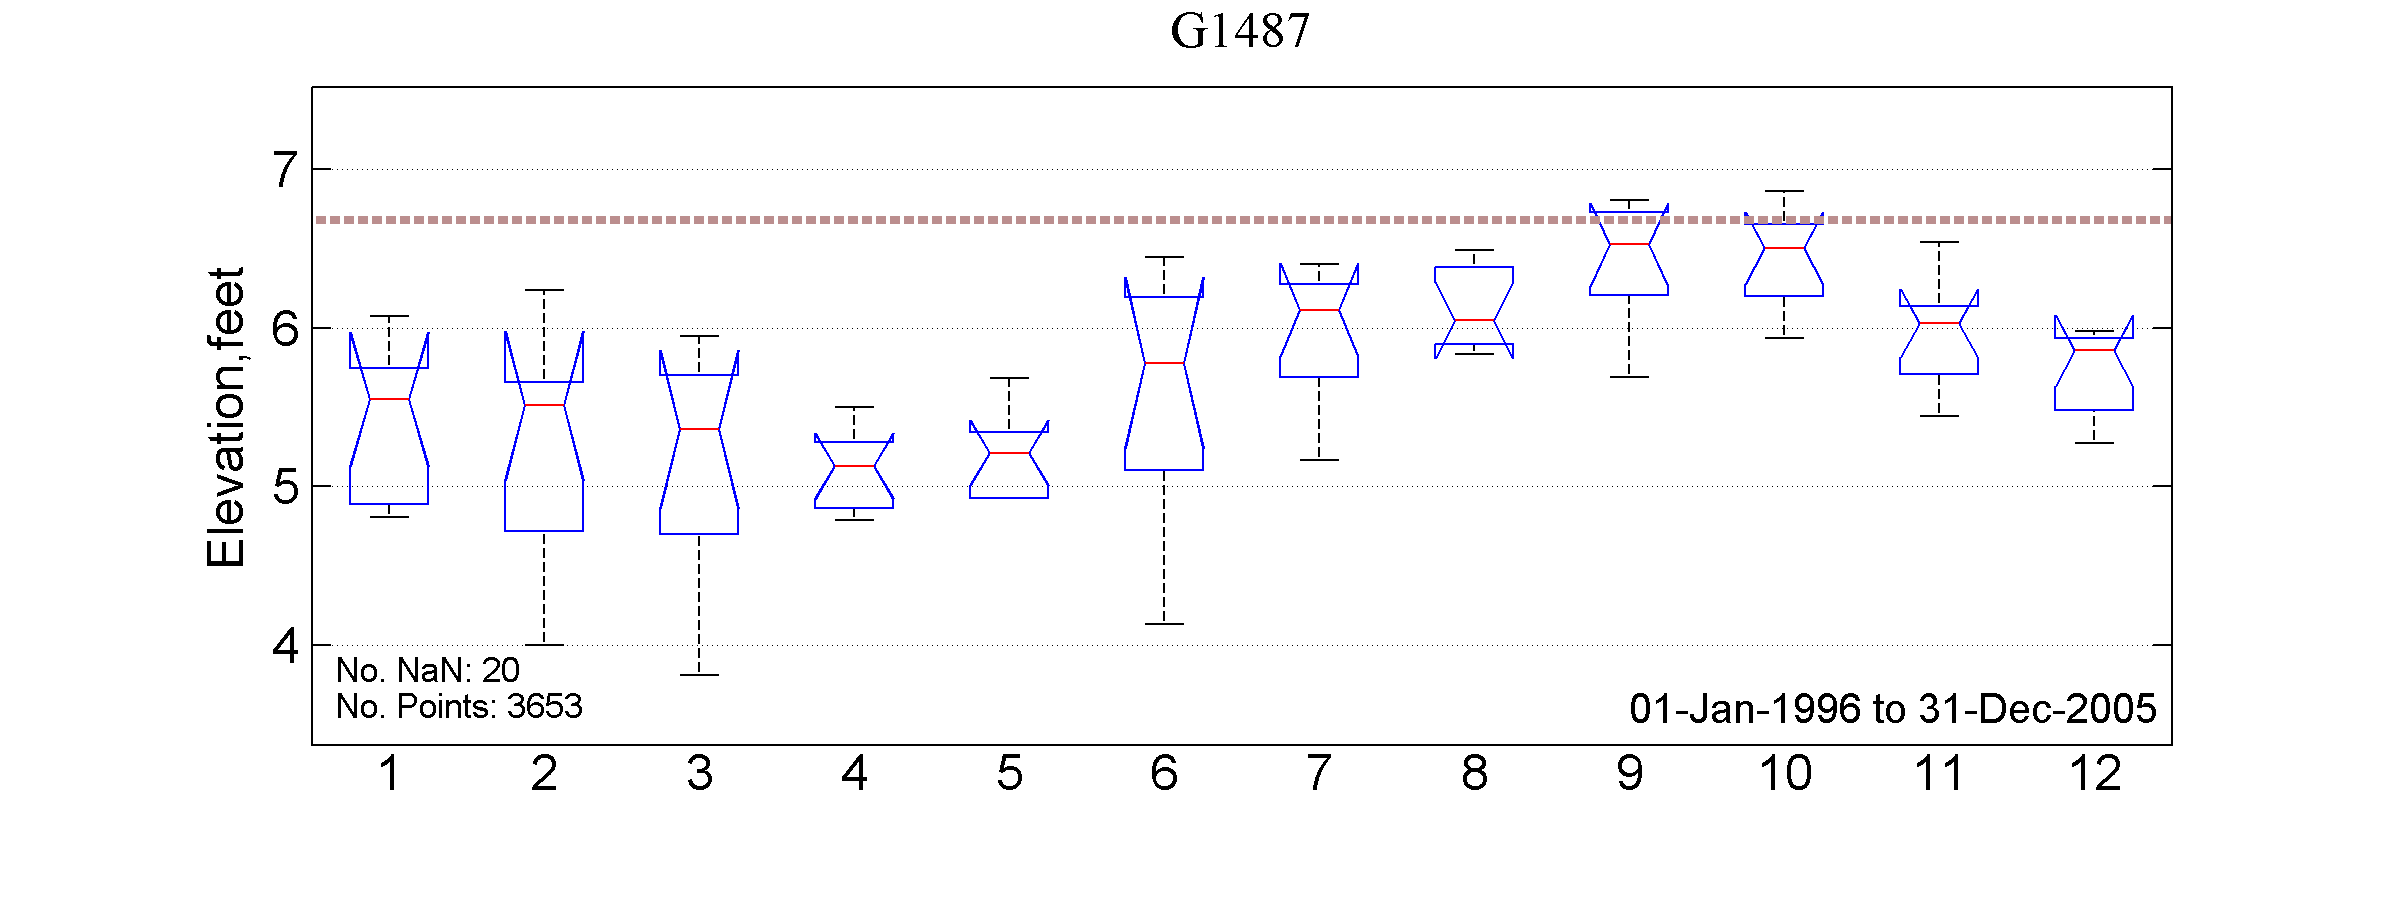 G1487
Elevation,feet
7
6
5
4
No. NaN: 20
No. Points: 3653
01-Jan-1996 to 31-Dec-2005
1 2 3 4 5 6 7 8 9 10 11 12